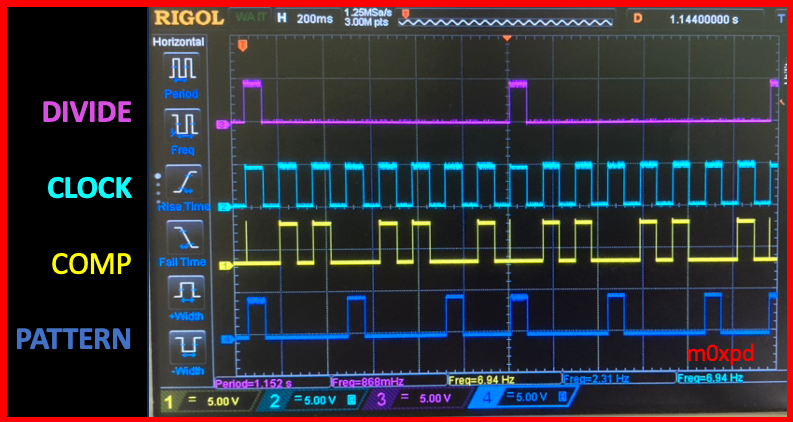 RIGOL WAIT H 200ms 1.25MSa/s 3.00M pts D 1.14400000 s T
Horizontal
Period
Freq
Rise Time
Fall Time
+Width
-Width
DIVIDE
CLOCK
COMP
PATTERN
m0xpd
Period=1.152 s Freq=868mHz Freq=6.94 Hz Freq=2.31 Hz Freq=6.94 Hz
1 = 5.00 V 2 =5.00 V 3 = 5.00 V 4 =5.00 V